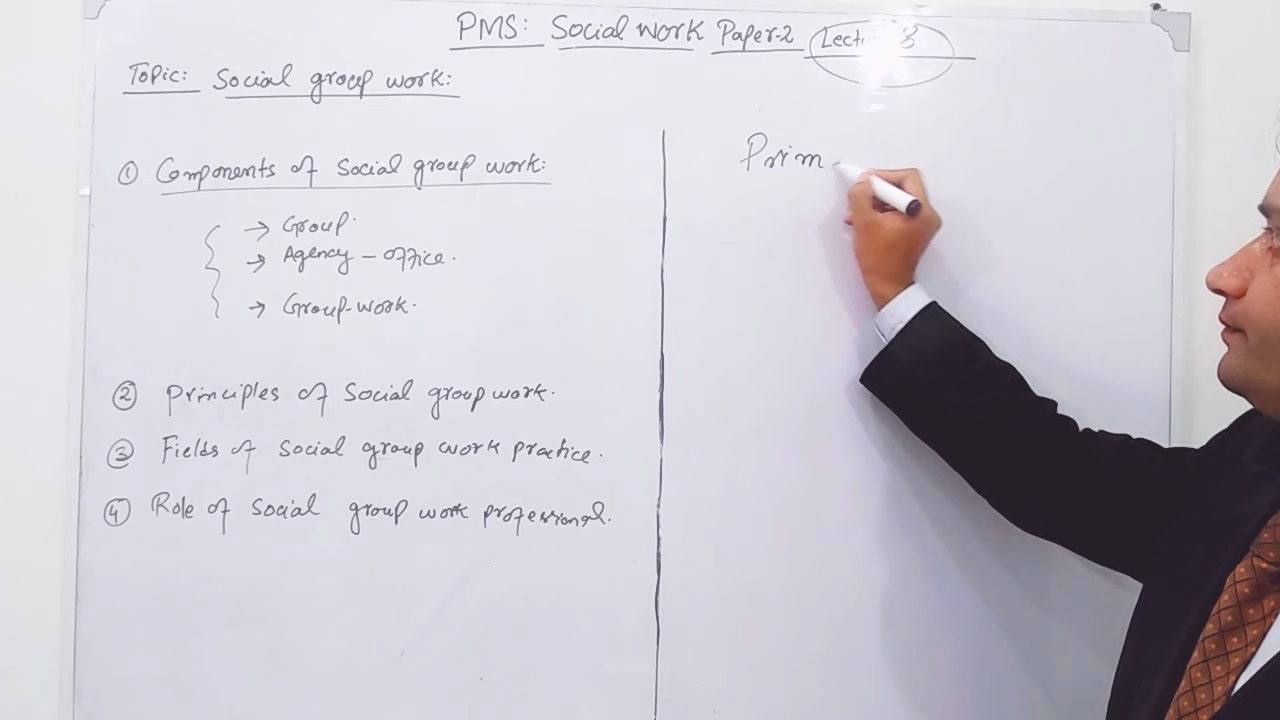 PMS: Social work Paper-2 Lect 3
Topic: Social group work:
① Components of Social group work:
→ Group.
→ Agency – office.
→ Group-work.
② Principles of Social group work.
③ Fields of Social group work practice.
④ Role of Social group work professional.
Prim